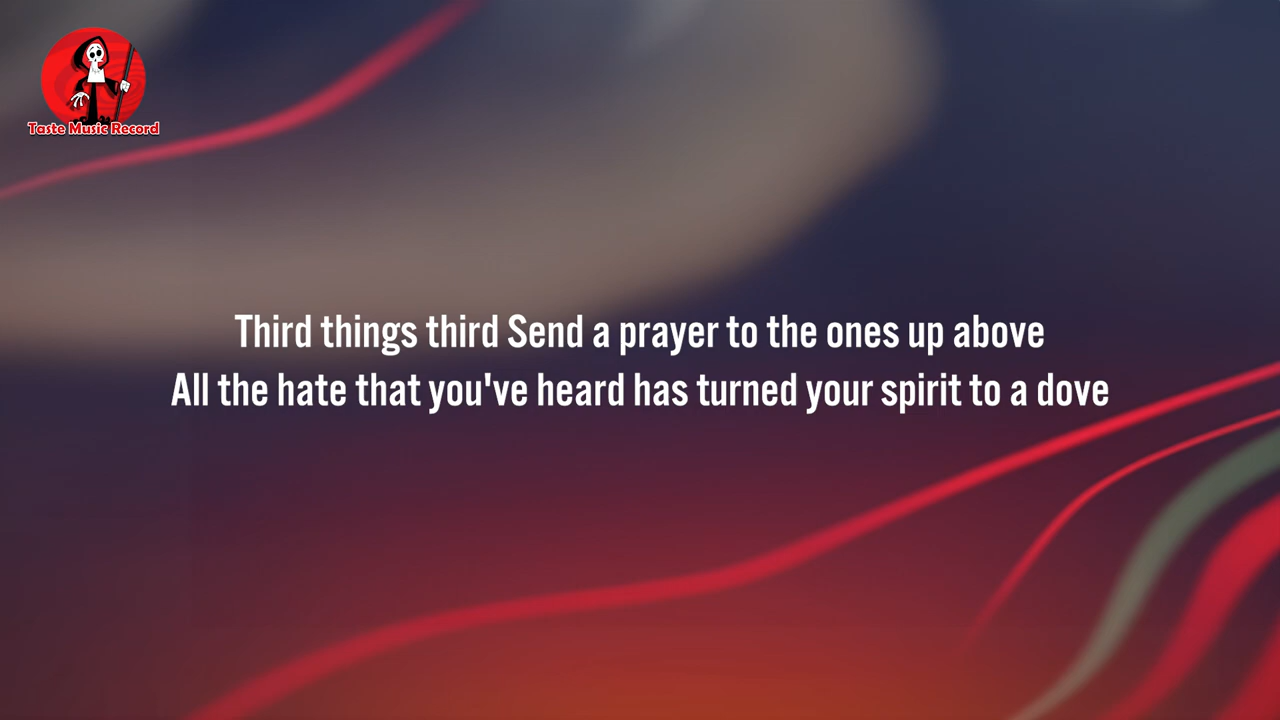 Taste Music Record
Third things third Send a prayer to the ones up above
All the hate that you've heard has turned your spirit to a dove